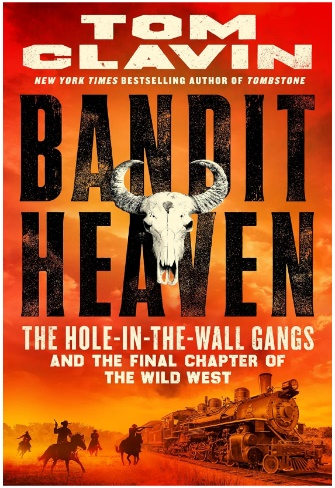 TOM
CLAVIN
NEW YORK TIMES BESTSELLING AUTHOR OF TOMBSTONE
BANDIT
HEAVEN
THE HOLE-IN-THE-WALL GANGS
AND THE FINAL CHAPTER OF
THE WILD WEST